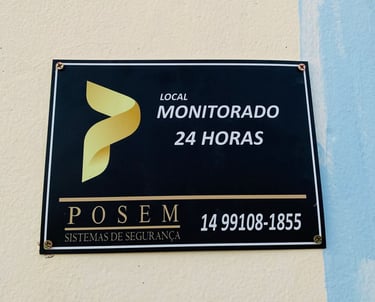 LOCAL
MONITORADO
24 HORAS
POSEM
SISTEMAS DE SEGURANÇA
14 99108-1855